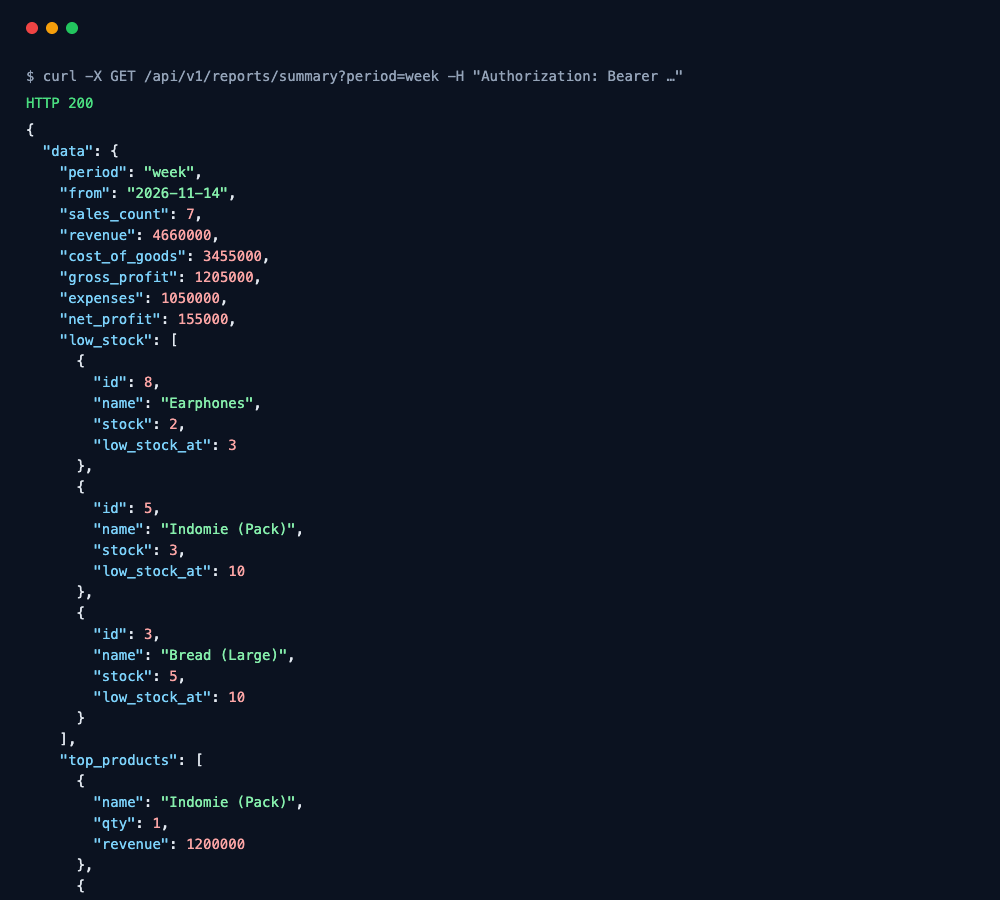 $ curl -X GET /api/v1/reports/summary?period=week -H "Authorization: Bearer …"
HTTP 200
{
  "data": {
    "period": "week",
    "from": "2026-11-14",
    "sales_count": 7,
    "revenue": 4660000,
    "cost_of_goods": 3455000,
    "gross_profit": 1205000,
    "expenses": 1050000,
    "net_profit": 155000,
    "low_stock": [
      {
        "id": 8,
        "name": "Earphones",
        "stock": 2,
        "low_stock_at": 3
      },
      {
        "id": 5,
        "name": "Indomie (Pack)",
        "stock": 3,
        "low_stock_at": 10
      },
      {
        "id": 3,
        "name": "Bread (Large)",
        "stock": 5,
        "low_stock_at": 10
      }
    ],
    "top_products": [
      {
        "name": "Indomie (Pack)",
        "qty": 1,
        "revenue": 1200000
      },
      {